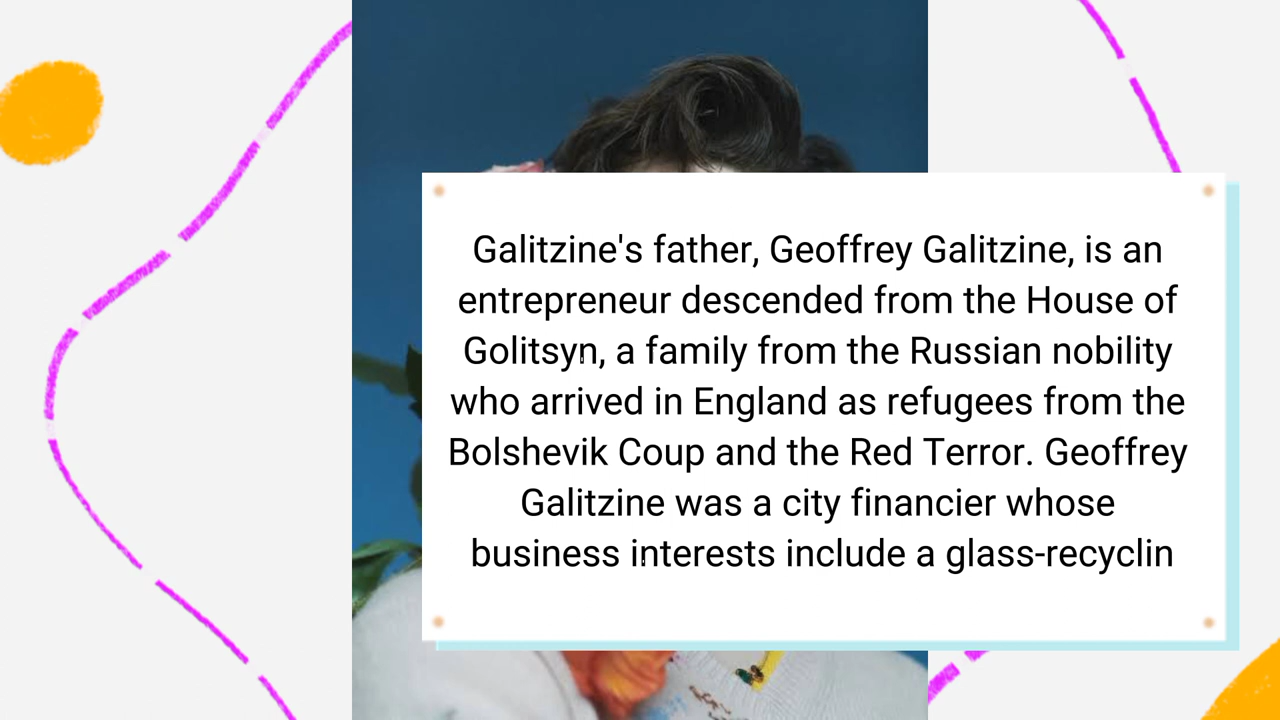 Galitzine's father, Geoffrey Galitzine, is an
entrepreneur descended from the House of
Golitsyn, a family from the Russian nobility
who arrived in England as refugees from the
Bolshevik Coup and the Red Terror. Geoffrey
Galitzine was a city financier whose
business interests include a glass-recyclin